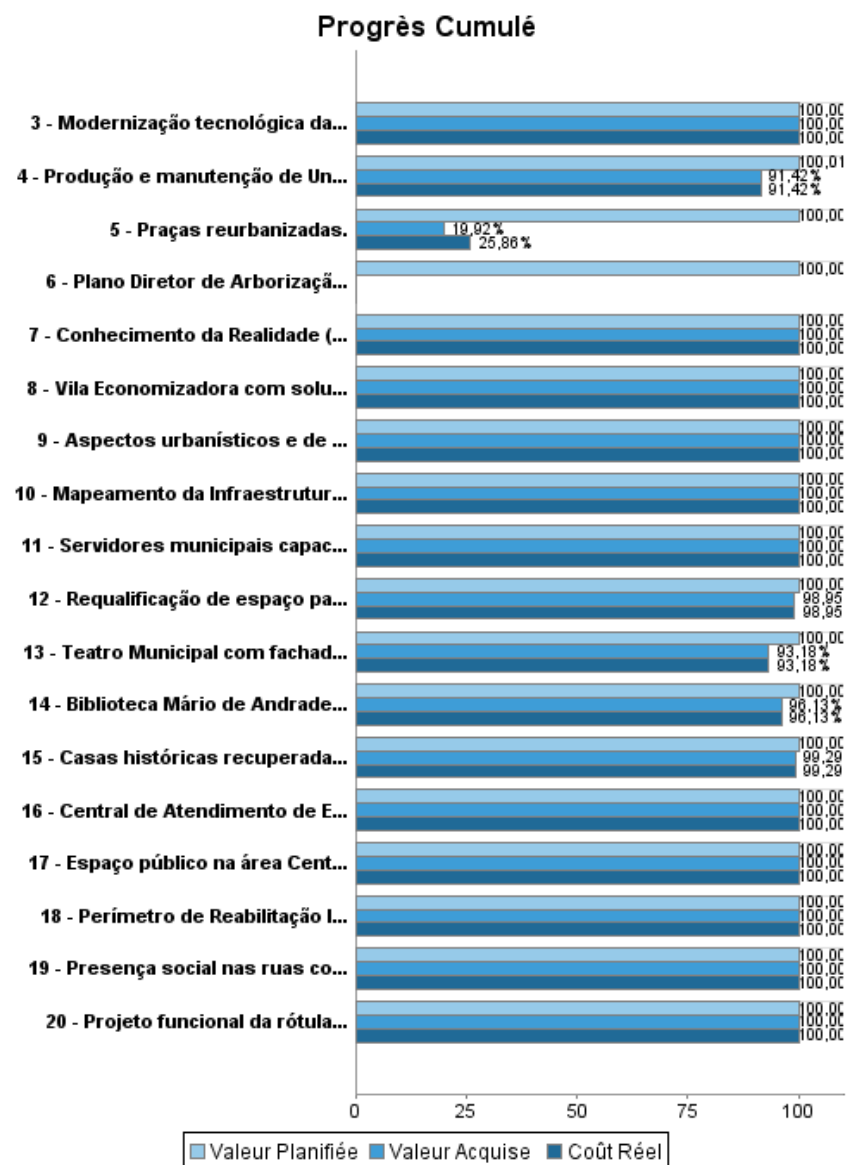 Progrès Cumulé
3 - Modernização tecnológica da...
100,00
100,00
100,00
4 - Produção e manutenção de Un...
100,01
91,42%
91,42%
5 - Praças reurbanizadas.
100,00
19,92%
25,86%
6 - Plano Diretor de Arborizaçã...
100,00
7 - Conhecimento da Realidade (...
100,00
100,00
100,00
8 - Vila Economizadora com solu...
100,00
100,00
100,00
9 - Aspectos urbanísticos e de ...
100,00
100,00
100,00
10 - Mapeamento da Infraestrutur...
100,00
100,00
100,00
11 - Servidores municipais capac...
100,00
100,00
100,00
12 - Requalificação de espaço pa...
100,00
98,95
98,95
13 - Teatro Municipal com fachad...
100,00
93,18%
93,18%
14 - Biblioteca Mário de Andrade...
100,00
96,13%
96,13%
15 - Casas históricas recuperada...
100,00
99,29
99,29
16 - Central de Atendimento de E...
100,00
100,00
100,00
17 - Espaço público na área Cent...
100,00
100,00
100,00
18 - Perímetro de Reabilitação I...
100,00
100,00
100,00
19 - Presença social nas ruas co...
100,00
100,00
100,00
20 - Projeto funcional da rótula...
100,00
100,00
100,00
0 25 50 75 100
Valeur Planifiée Valeur Acquise Coût Réel